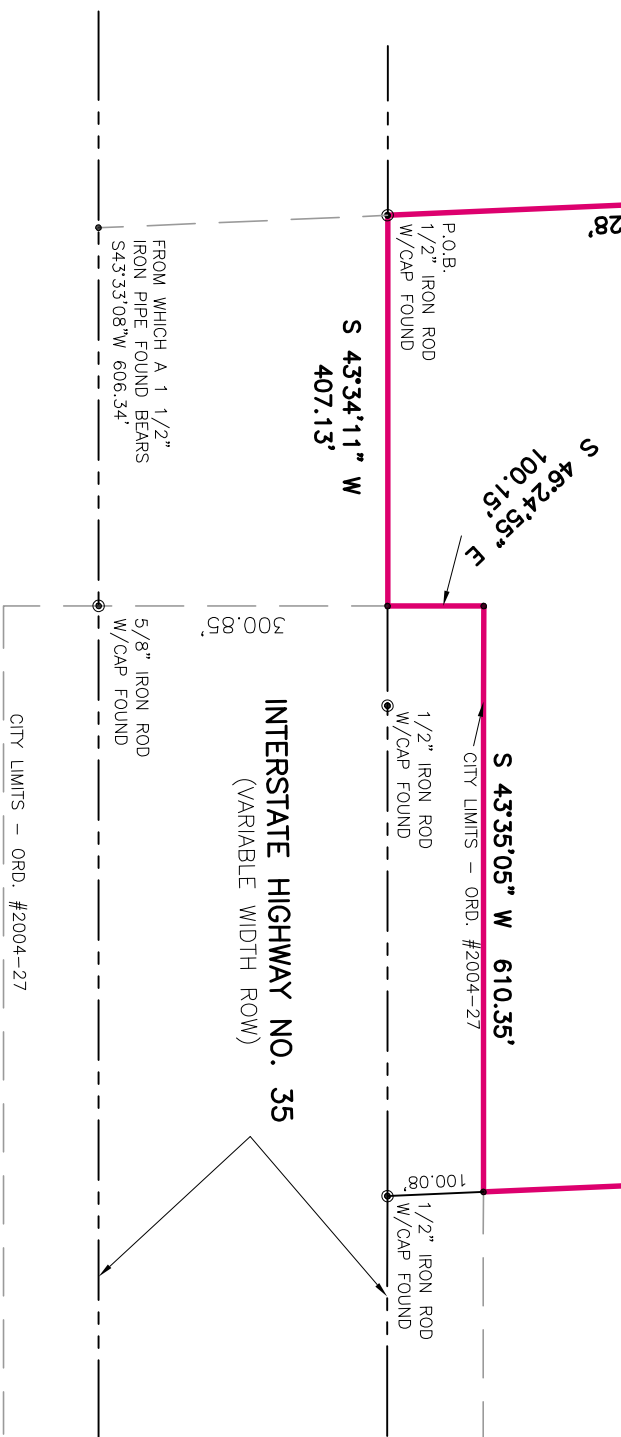 28'
P.O.B.
1/2" IRON ROD
W/CAP FOUND
S 46°24'55" E
100.15'
S 43°34'11" W
407.13'
FROM WHICH A 1 1/2"
IRON PIPE FOUND BEARS
S43°33'08"W 606.34'
300.85'
5/8" IRON ROD
W/CAP FOUND
1/2" IRON ROD
W/CAP FOUND
S 43°35'05" W 610.35'
CITY LIMITS - ORD. #2004-27
INTERSTATE HIGHWAY NO. 35
(VARIABLE WIDTH ROW)
100.08'
1/2" IRON ROD
W/CAP FOUND
CITY LIMITS - ORD. #2004-27